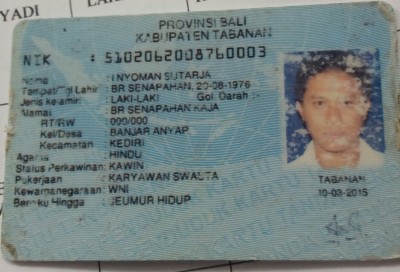 YADI
PROVINSI BALI
KABUPATEN TABANAN
NIK : 5102062008760003
Nama : I NYOMAN SUTARJA
Tempat/Tgl Lahir : BR SENAPAHAN, 20-08-1976
Jenis kelamin : LAKI-LAKI Gol. Darah :-
Alamat : BR SENAPAHAN KAJA
RT/RW : 000/000
Kel/Desa : BANJAR ANYAR
Kecamatan : KEDIRI
Agama : HINDU
Status Perkawinan: KAWIN
Pekerjaan : KARYAWAN SWASTA
Kewarnanegaraan: WNI
Berlaku Hingga : SEUMUR HIDUP
TABANAN
10-03-2015